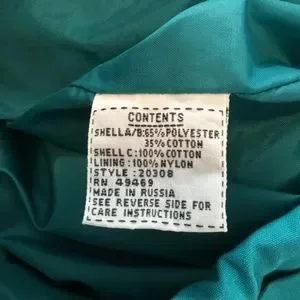 CONTENTS
SHELLA/B:65%POLYESTER
35%COTTON
SHELL C:100%COTTON
LINING:100%NYLON
STYLE:20308
RN 49469
MADE IN RUSSIA
SEE REVERSE SIDE FOR
CARE INSTRUCTIONS